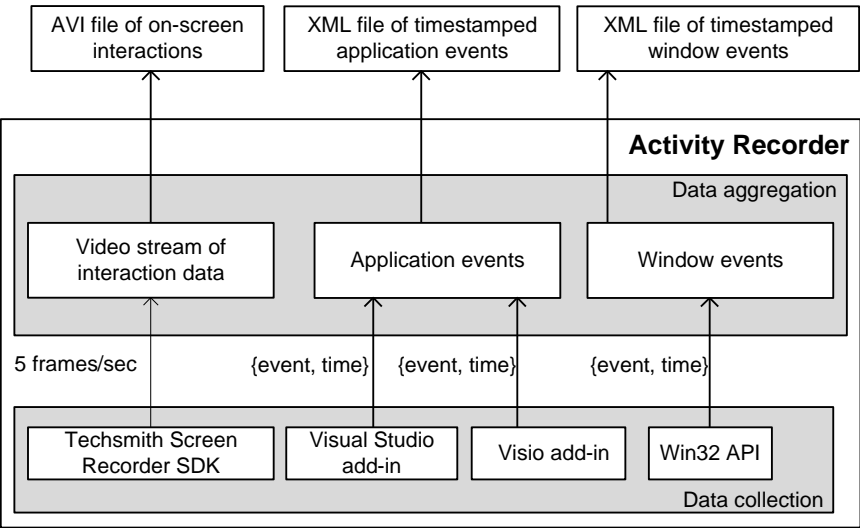 AVI file of on-screen
interactions
XML file of timestamped
application events
XML file of timestamped
window events
Activity Recorder
Data aggregation
Video stream of
interaction data
Application events
Window events
5 frames/sec
{event, time}
{event, time}
{event, time}
Techsmith Screen
Recorder SDK
Visual Studio
add-in
Visio add-in
Win32 API
Data collection